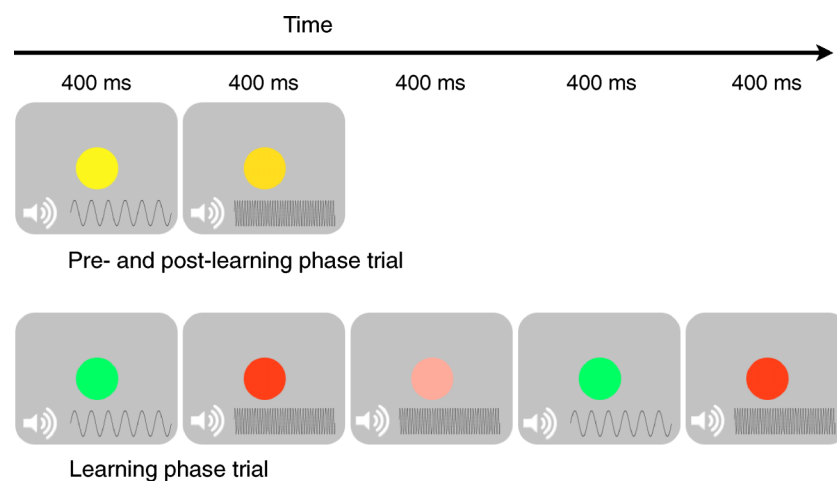 Time
400 ms 400 ms 400 ms 400 ms 400 ms
Pre- and post-learning phase trial
Learning phase trial